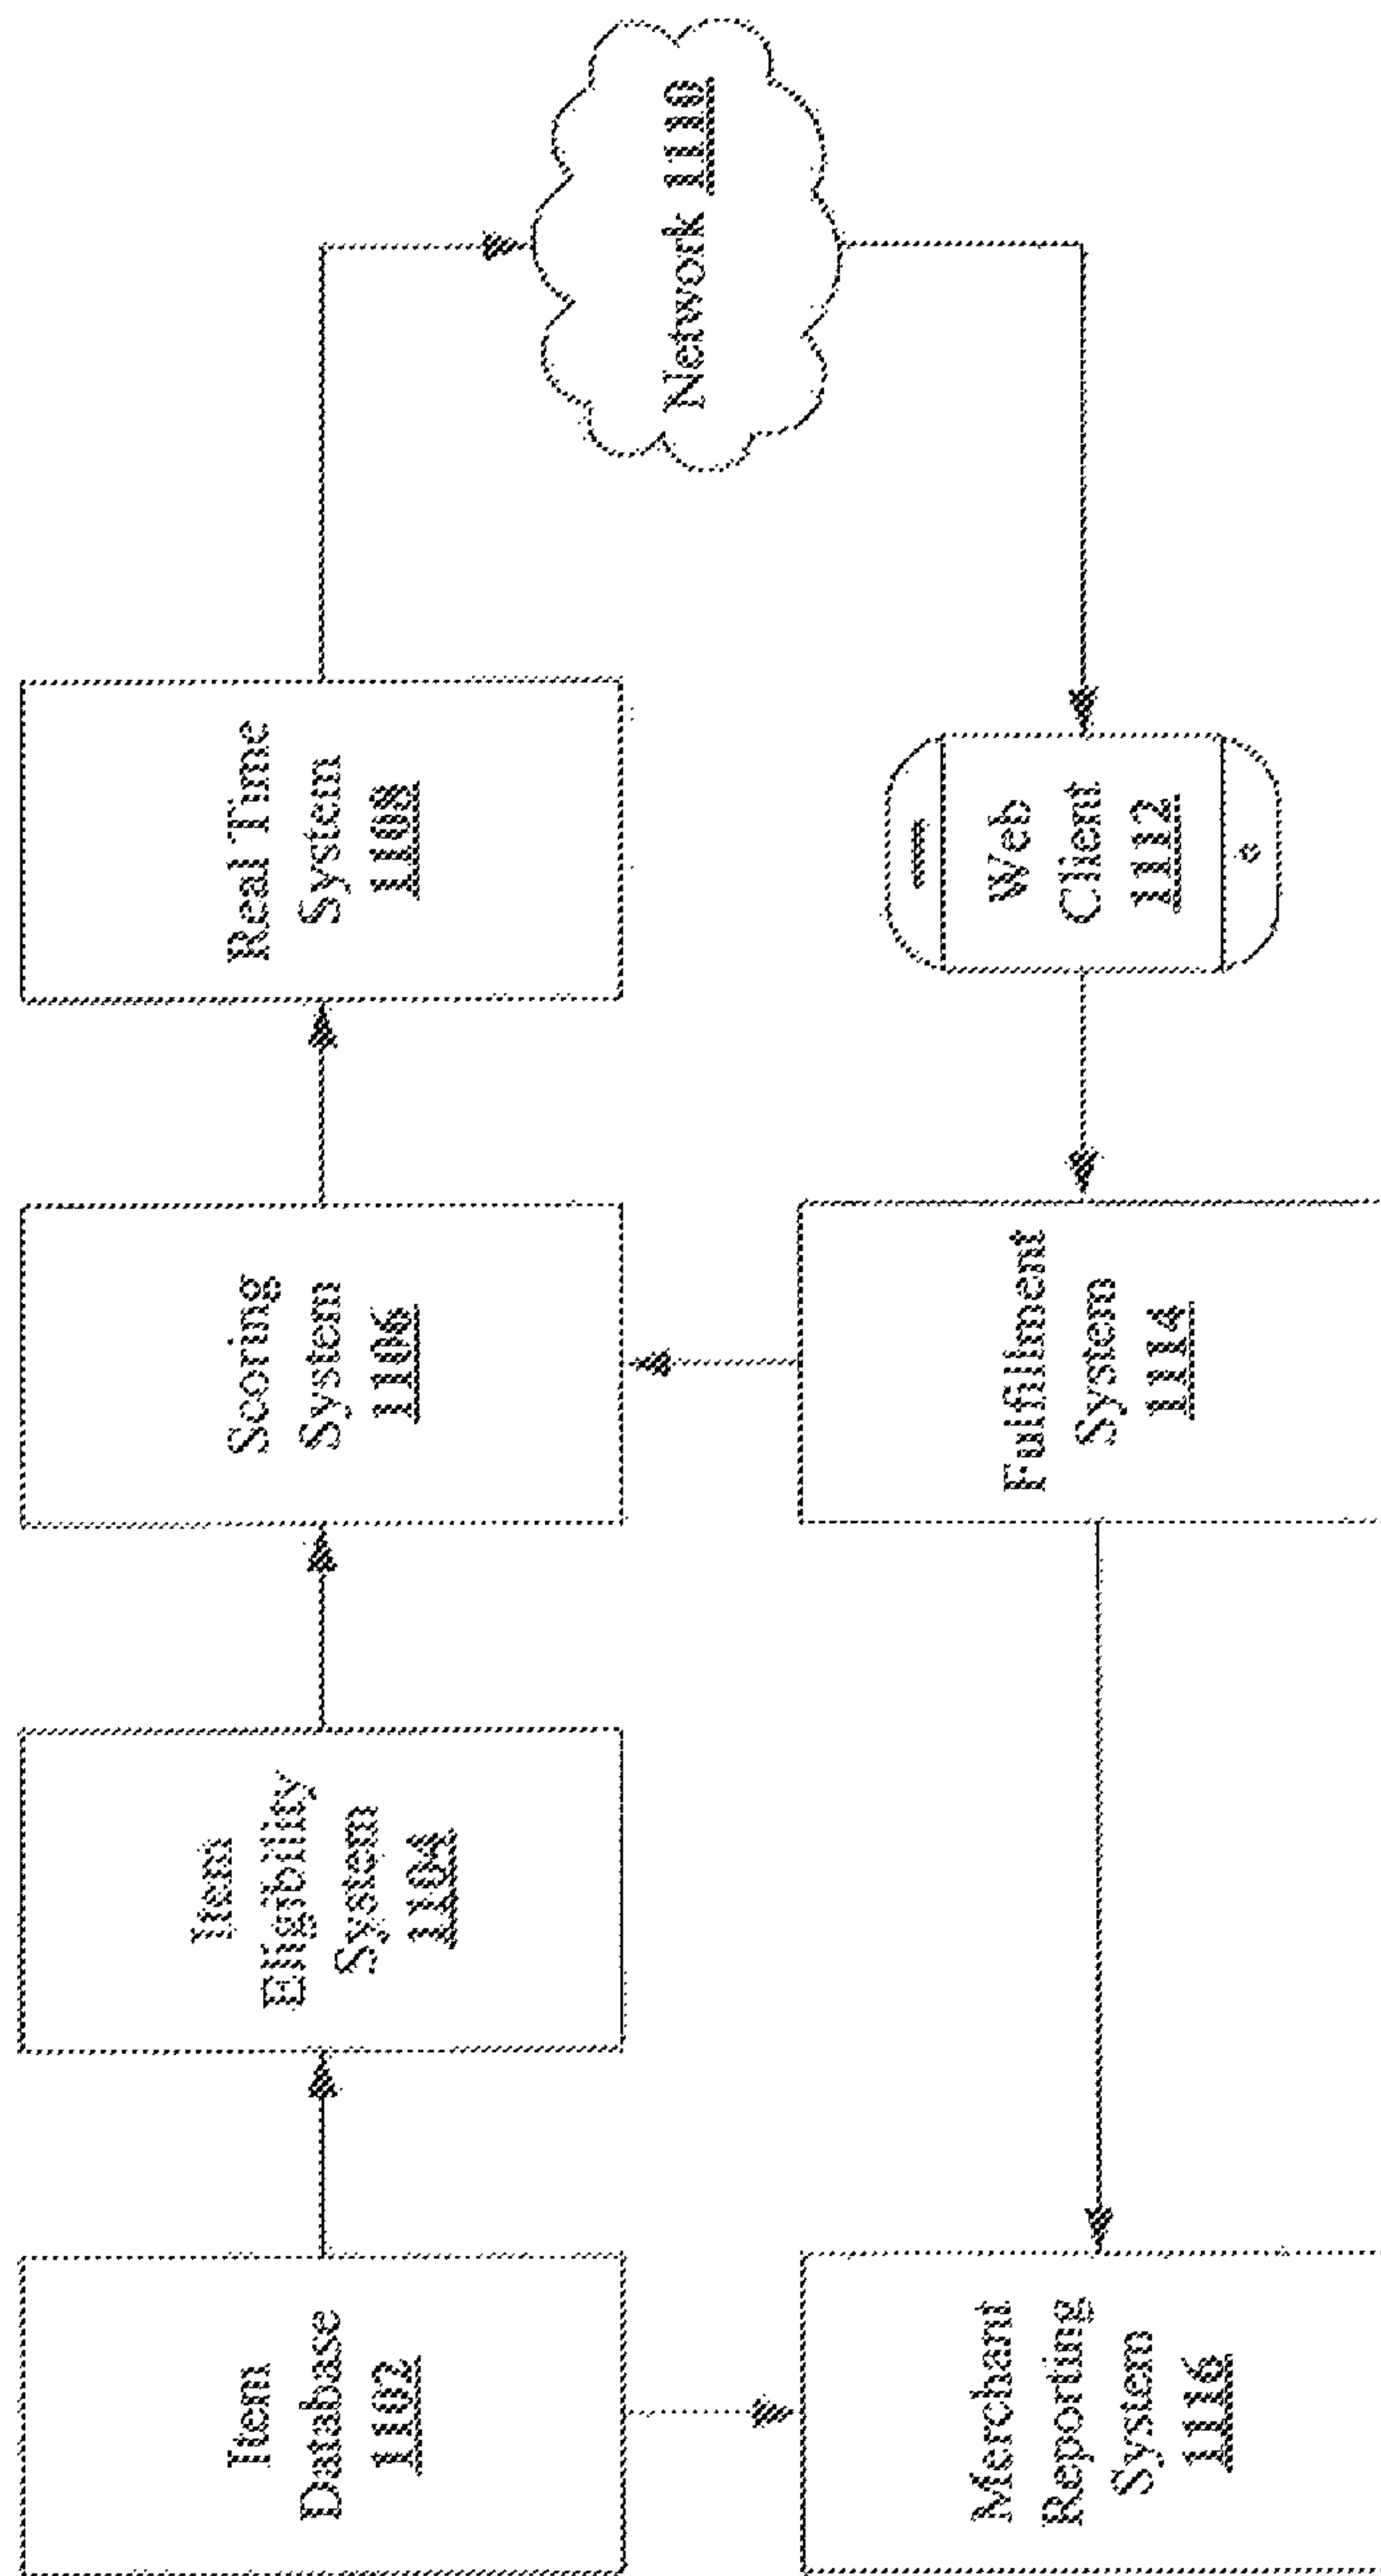 Item
Database
1102
Item
Eligibility
System
1104
Scoring
System
1106
Real Time
System
1108
Network 1110
Merchant
Reporting
System
1116
Fulfillment
System
1114
Web
Client
1112